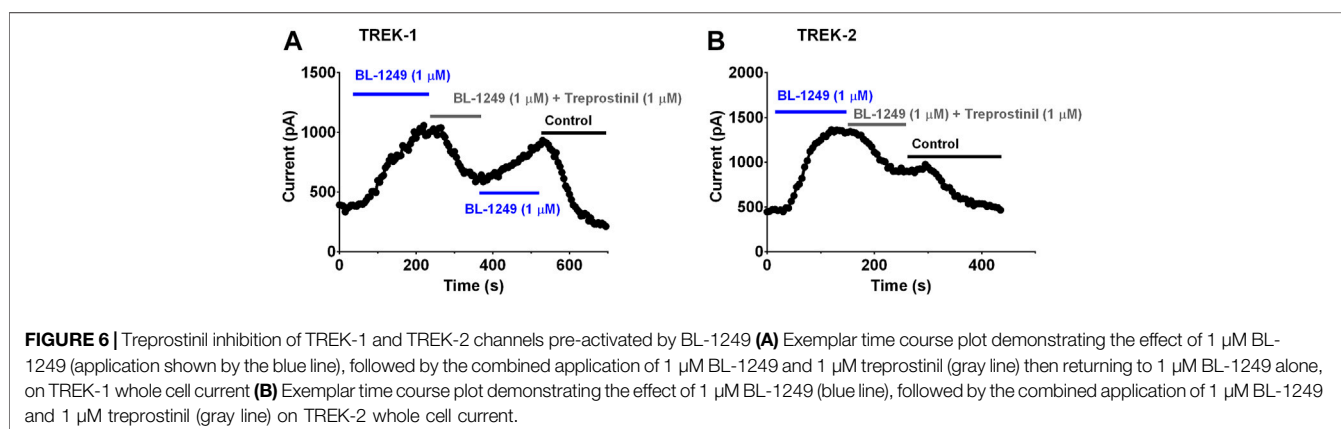 A TREK-1
1500
1000
500
0
Current (pA)
BL-1249 (1 μM)
BL-1249 (1 μM) + Treprostinil (1 μM)
Control
BL-1249 (1 μM)
0 200 400 600
Time (s)
B TREK-2
2000
1500
1000
500
0
Current (pA)
BL-1249 (1 μM)
BL-1249 (1 μM) + Treprostinil (1 μM)
Control
0 200 400
Time (s)
FIGURE 6 | Treprostinil inhibition of TREK-1 and TREK-2 channels pre-activated by BL-1249 (A) Exemplar time course plot demonstrating the effect of 1 μM BL-
1249 (application shown by the blue line), followed by the combined application of 1 μM BL-1249 and 1 μM treprostinil (gray line) then returning to 1 μM BL-1249 alone,
on TREK-1 whole cell current (B) Exemplar time course plot demonstrating the effect of 1 μM BL-1249 (blue line), followed by the combined application of 1 μM BL-1249
and 1 μM treprostinil (gray line) on TREK-2 whole cell current.